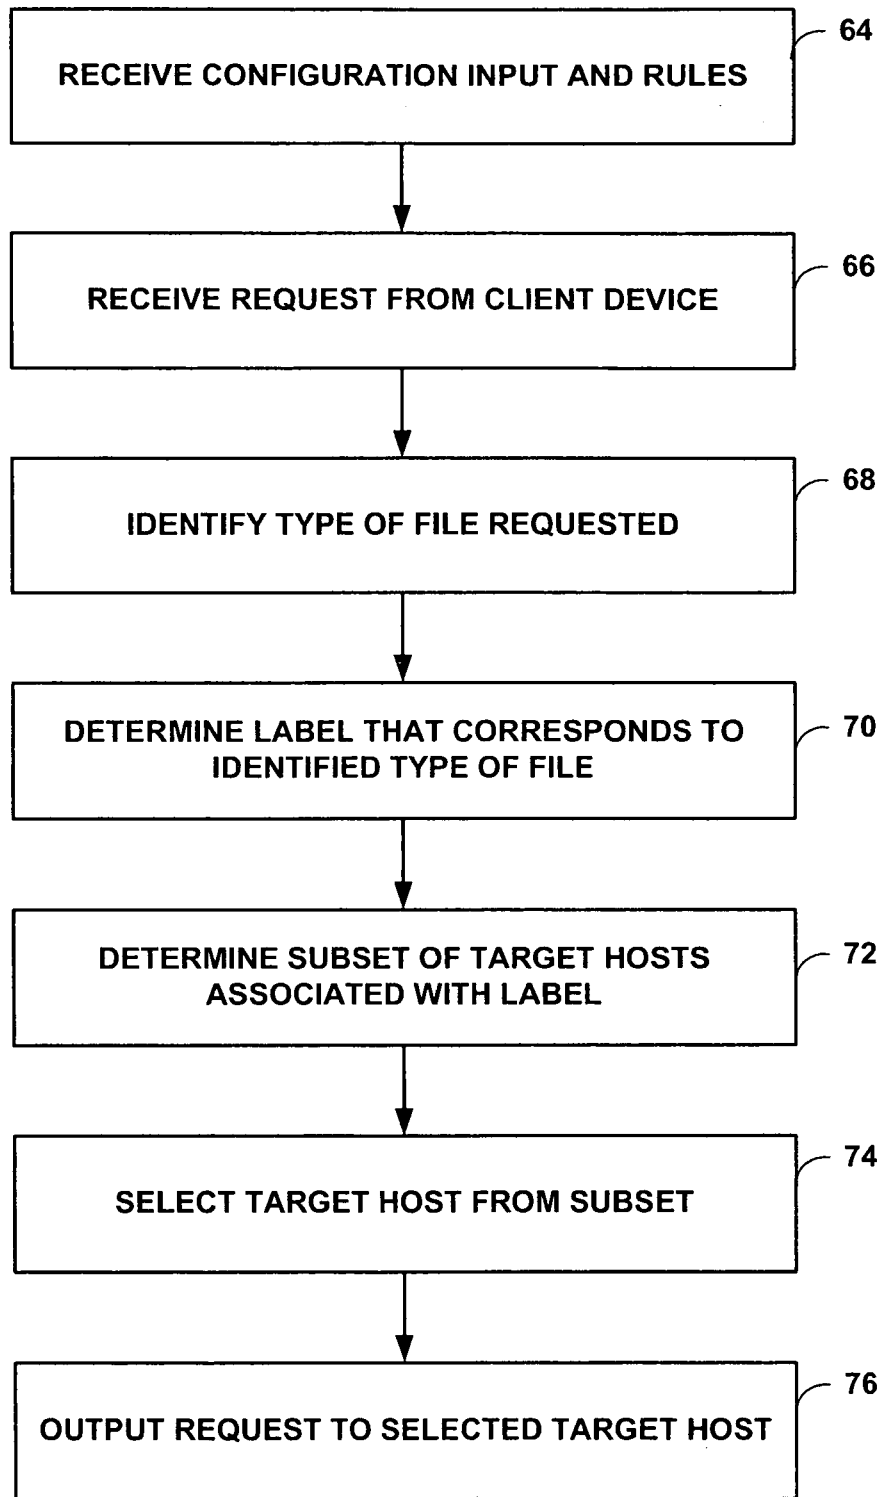 64
RECEIVE CONFIGURATION INPUT AND RULES
66
RECEIVE REQUEST FROM CLIENT DEVICE
68
IDENTIFY TYPE OF FILE REQUESTED
70
DETERMINE LABEL THAT CORRESPONDS TO
IDENTIFIED TYPE OF FILE
72
DETERMINE SUBSET OF TARGET HOSTS
ASSOCIATED WITH LABEL
74
SELECT TARGET HOST FROM SUBSET
76
OUTPUT REQUEST TO SELECTED TARGET HOST